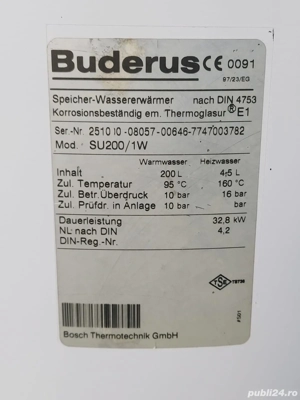 Buderus CE 0091
97/23/EG
Speicher-Wassererwärmer nach DIN 4753
Korrosionsbeständig em. Thermoglasur® E1
Ser-Nr. 2510 10 -08057-00646-7747003782
Mod. SU200/1W
Warmwasser Heizwasser
Inhalt 200 L 4,5 L
Zul. Temperatur 95 °C 160 °C
Zul. Betr.Überdruck 10 bar 16 bar
Zul. Prüfdr. in Anlage 10 bar bar
Dauerleistung 32,8 kW
NL nach DIN 4,2
DIN-Reg.-Nr.
TSE
Bosch Thermotechnik GmbH
publi24.ro